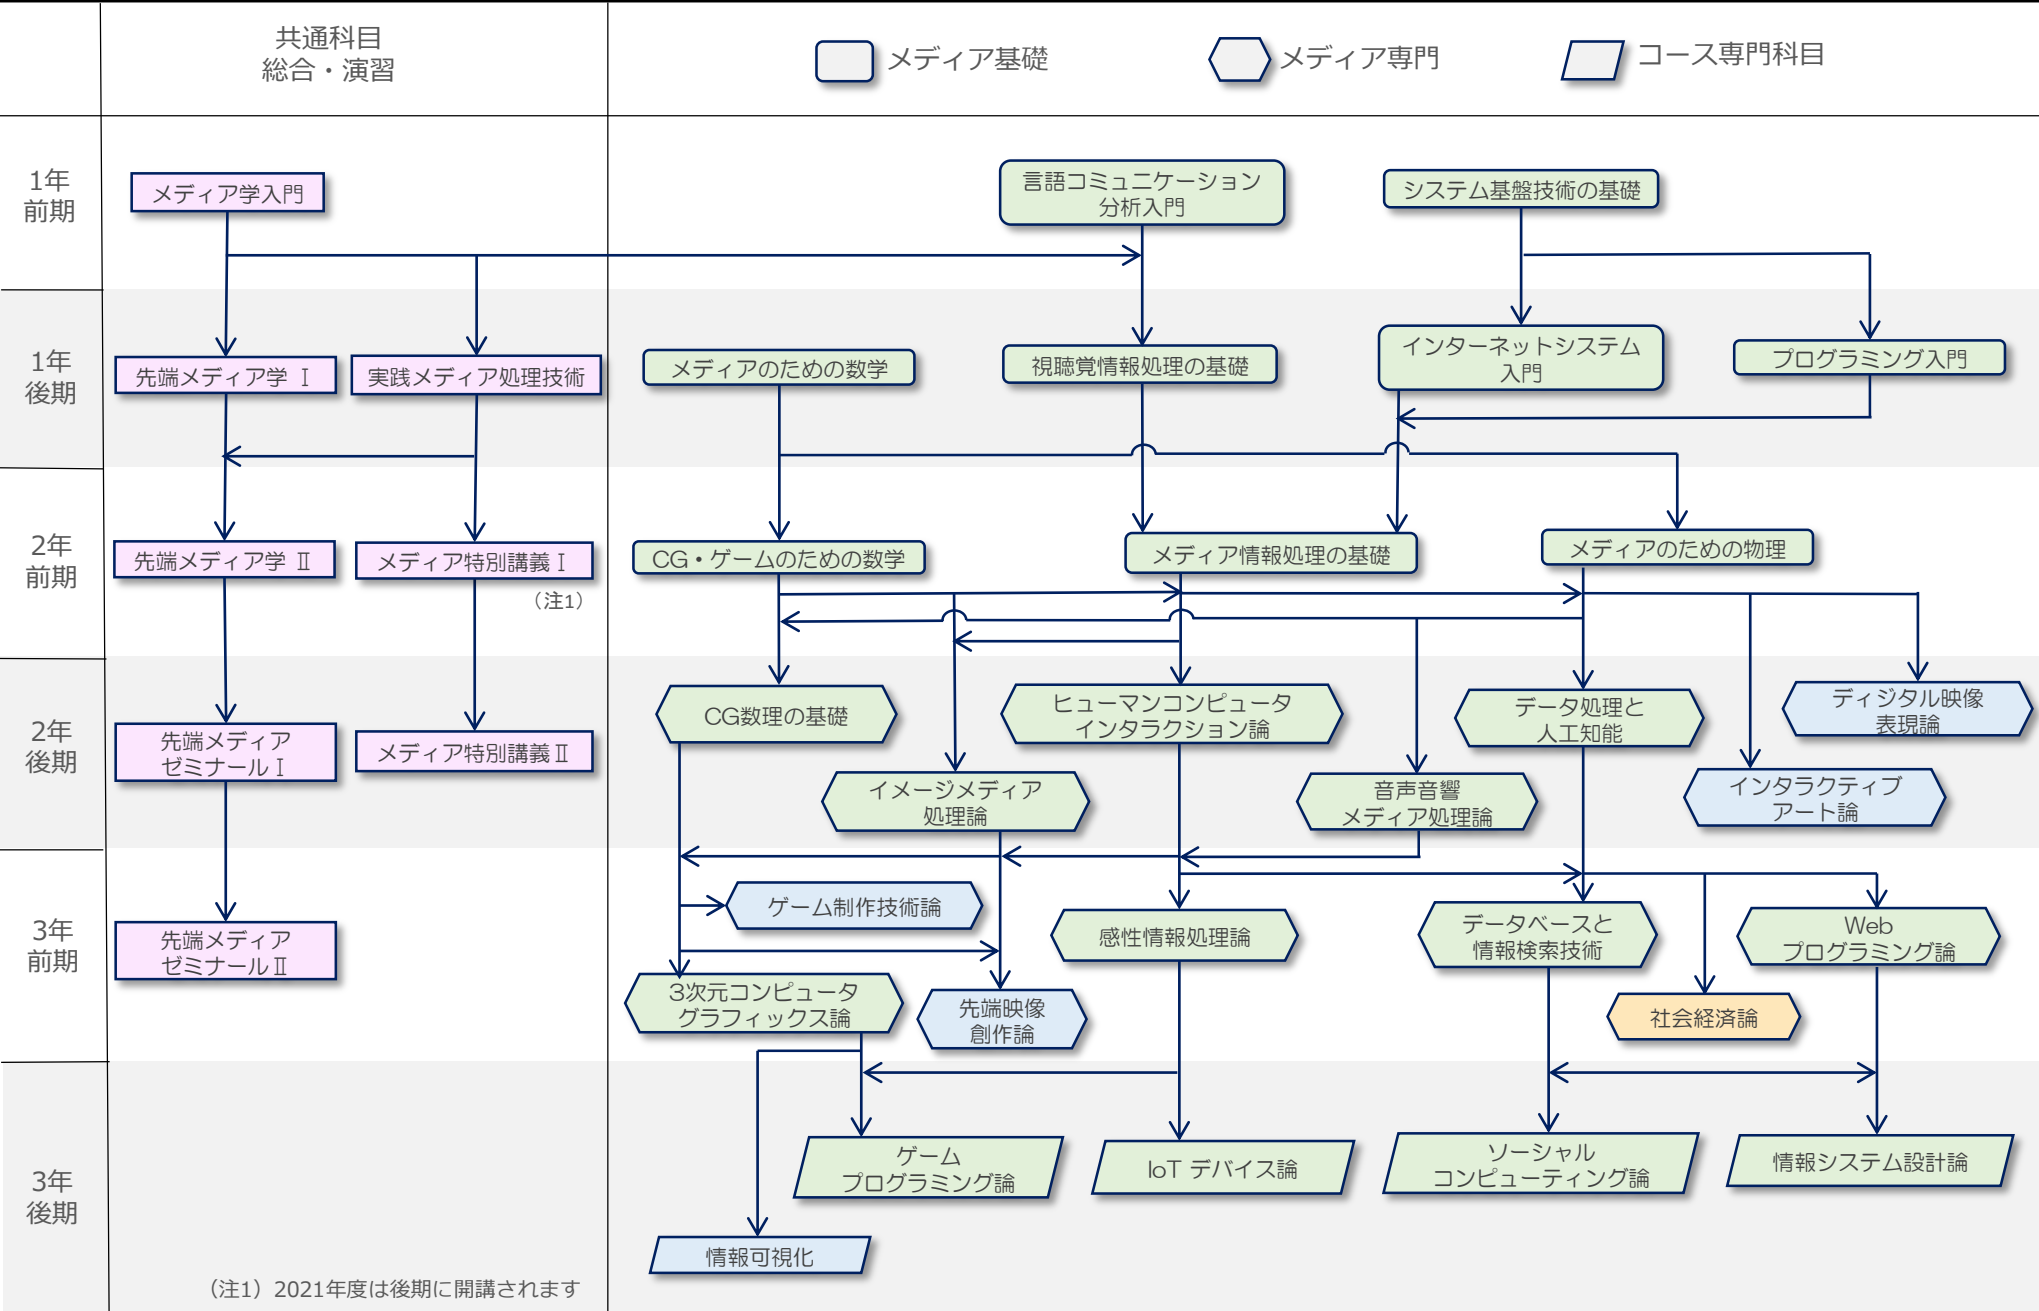 共通科目
総合・演習
メディア基礎
メディア専門
コース専門科目
1年
前期
メディア学入門
言語コミュニケーション
分析入門
システム基盤技術の基礎
1年
後期
先端メディア学 Ⅰ
実践メディア処理技術
メディアのための数学
視聴覚情報処理の基礎
インターネットシステム
入門
プログラミング入門
2年
前期
先端メディア学 Ⅱ
メディア特別講義Ⅰ
（注1）
CG・ゲームのための数学
メディア情報処理の基礎
メディアのための物理
2年
後期
先端メディア
ゼミナールⅠ
メディア特別講義Ⅱ
CG数理の基礎
ヒューマンコンピュータ
インタラクション論
データ処理と
人工知能
ディジタル映像
表現論
イメージメディア
処理論
音声音響
メディア処理論
インタラクティブ
アート論
3年
前期
先端メディア
ゼミナールⅡ
ゲーム制作技術論
感性情報処理論
データベースと
情報検索技術
Web
プログラミング論
3次元コンピュータ
グラフィックス論
先端映像
創作論
社会経済論
3年
後期
ゲーム
プログラミング論
IoT デバイス論
ソーシャル
コンピューティング論
情報システム設計論
情報可視化
（注1）2021年度は後期に開講されます